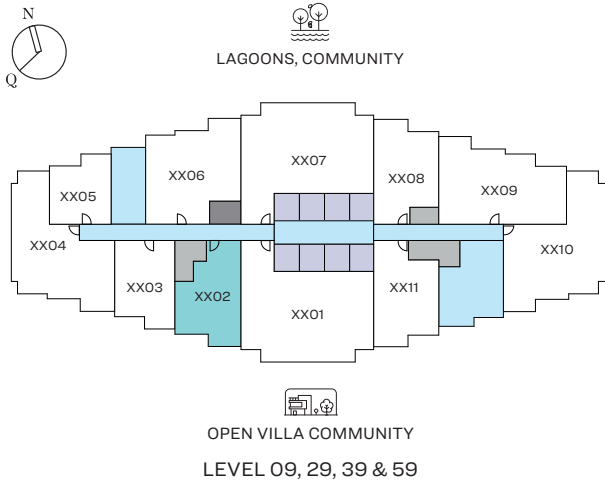 N
Q
LAGOONS, COMMUNITY
XX07
XX06
XX08
XX05
XX09
XX04
XX10
XX03
XX02
XX01
XX11
OPEN VILLA COMMUNITY
LEVEL 09, 29, 39 & 59